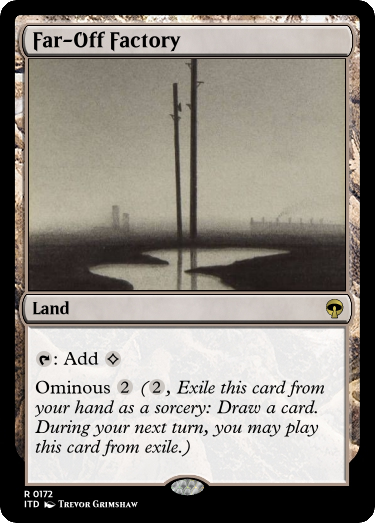 Far-Off Factory
Land
: Add
Ominous 2 (2, Exile this card from
your hand as a sorcery: Draw a card.
During your next turn, you may play
this card from exile.)
R 0172
ITD Trevor Grimshaw